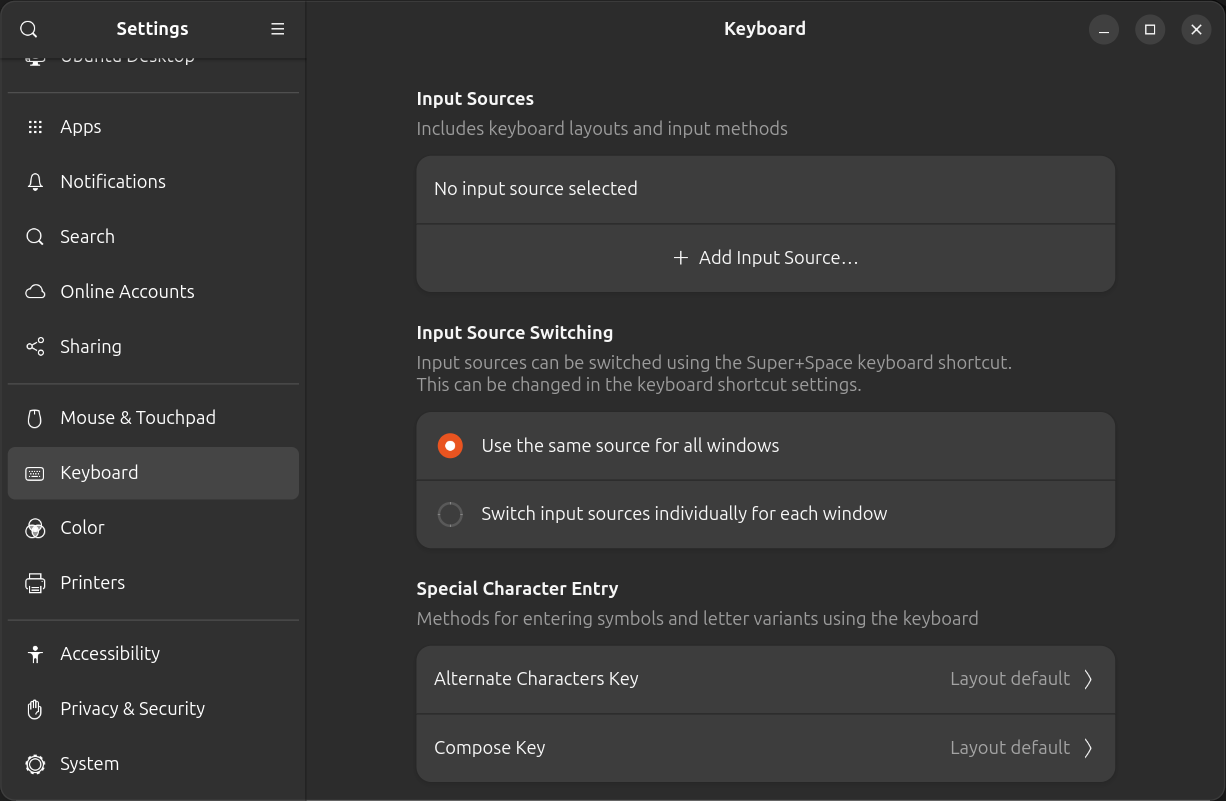 Settings
Keyboard
Ubuntu Desktop
Apps
Notifications
Search
Online Accounts
Sharing
Mouse & Touchpad
Keyboard
Color
Printers
Accessibility
Privacy & Security
System
Input Sources
Includes keyboard layouts and input methods
No input source selected
+ Add Input Source…
Input Source Switching
Input sources can be switched using the Super+Space keyboard shortcut.
This can be changed in the keyboard shortcut settings.
Use the same source for all windows
Switch input sources individually for each window
Special Character Entry
Methods for entering symbols and letter variants using the keyboard
Alternate Characters Key Layout default
Compose Key Layout default